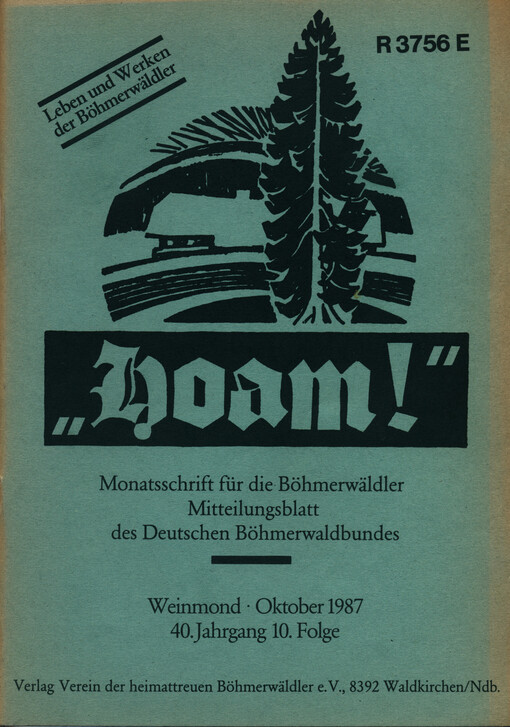 R 3756 E
Leben und Werken
der Böhmerwäldler
„Hoam!“
Monatsschrift für die Böhmerwäldler
Mitteilungsblatt
des Deutschen Böhmerwaldbundes
Weinmond · Oktober 1987
40. Jahrgang 10. Folge
Verlag Verein der heimattreuen Böhmerwäldler e. V., 8392 Waldkirchen/Ndb.